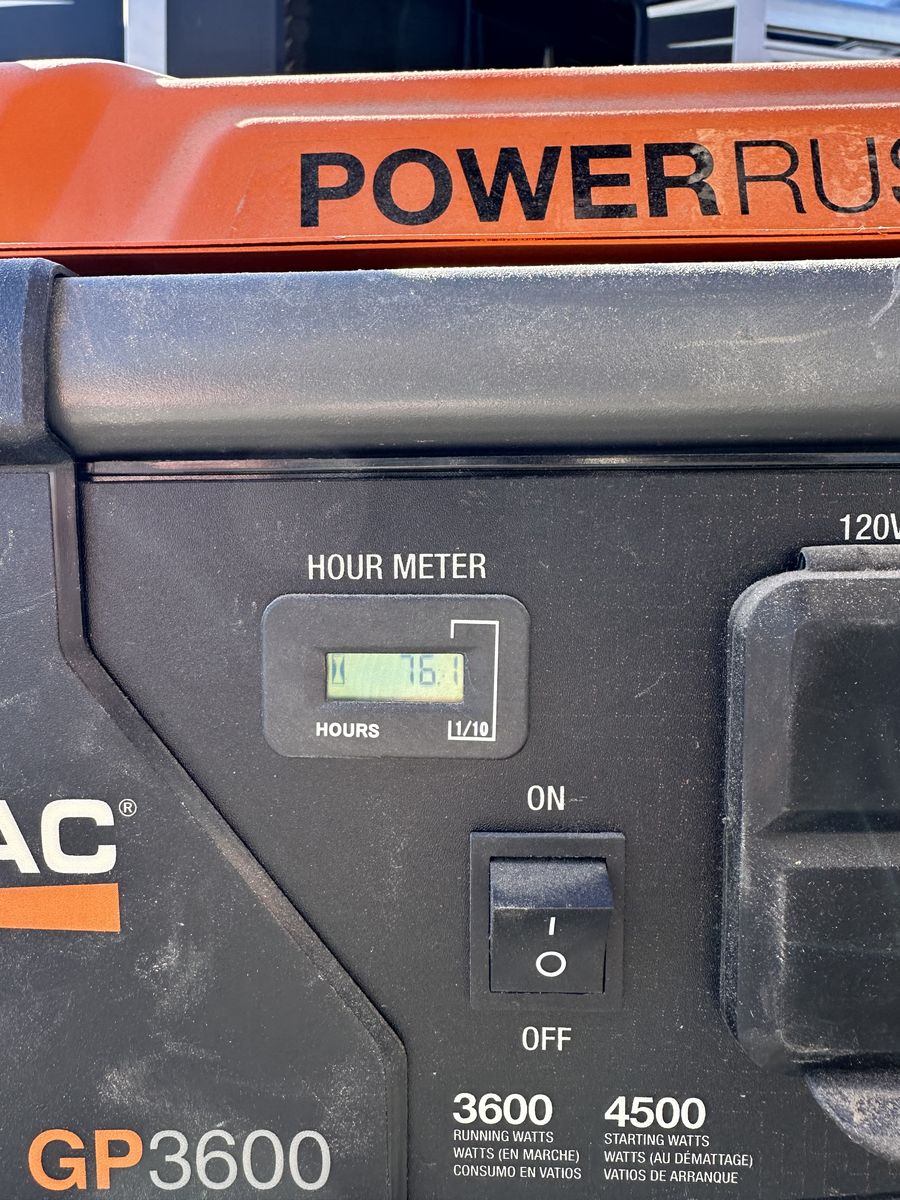 POWERRUS
120V
HOUR METER
76.1
HOURS 1/10
ON
AC®
I
O
OFF
3600 4500
RUNNING WATTS STARTING WATTS
WATTS (EN MARCHE) WATTS (AU DÉMATTAGE)
CONSUMO EN VATIOS VATIOS DE ARRANQUE
GP3600